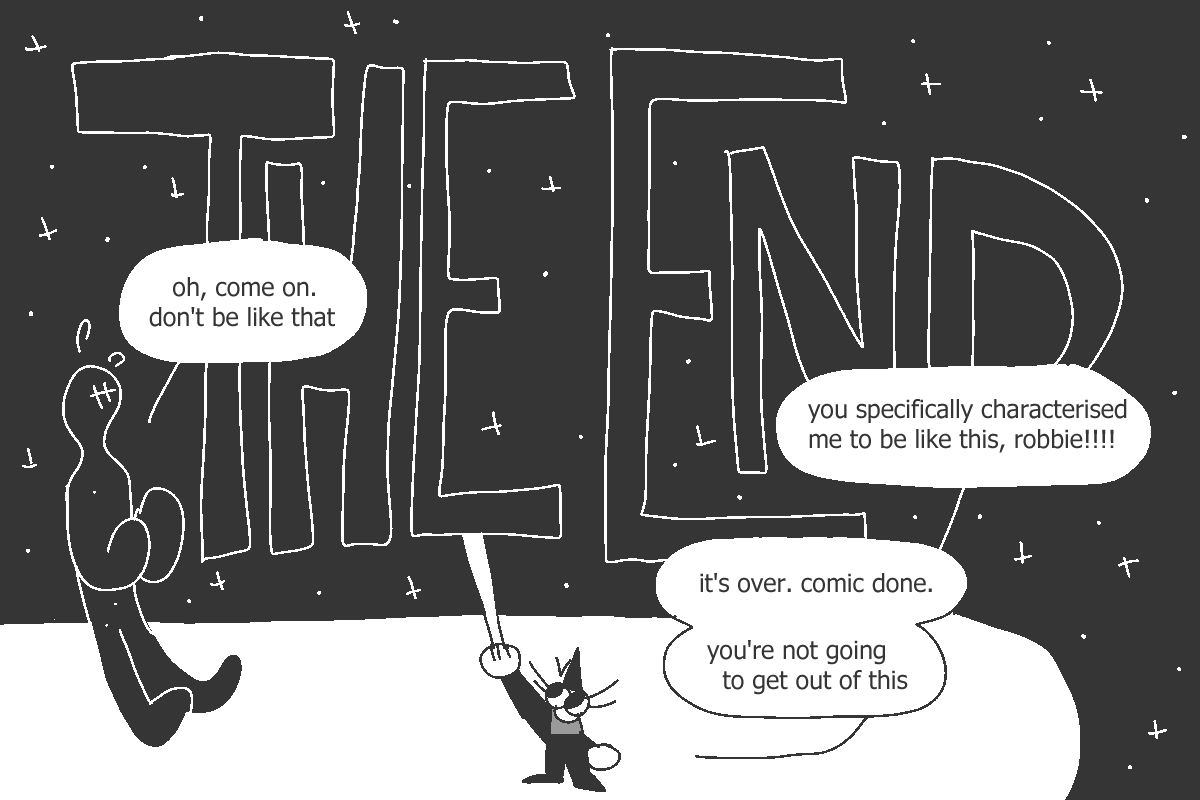 THE END
oh, come on.
don't be like that
you specifically characterised
me to be like this, robbie!!!!
it's over. comic done.
you're not going
to get out of this